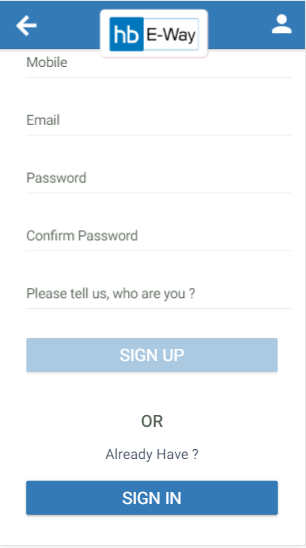 hb E-Way
Mobile
Email
Password
Confirm Password
Please tell us, who are you ?
SIGN UP
OR
Already Have ?
SIGN IN